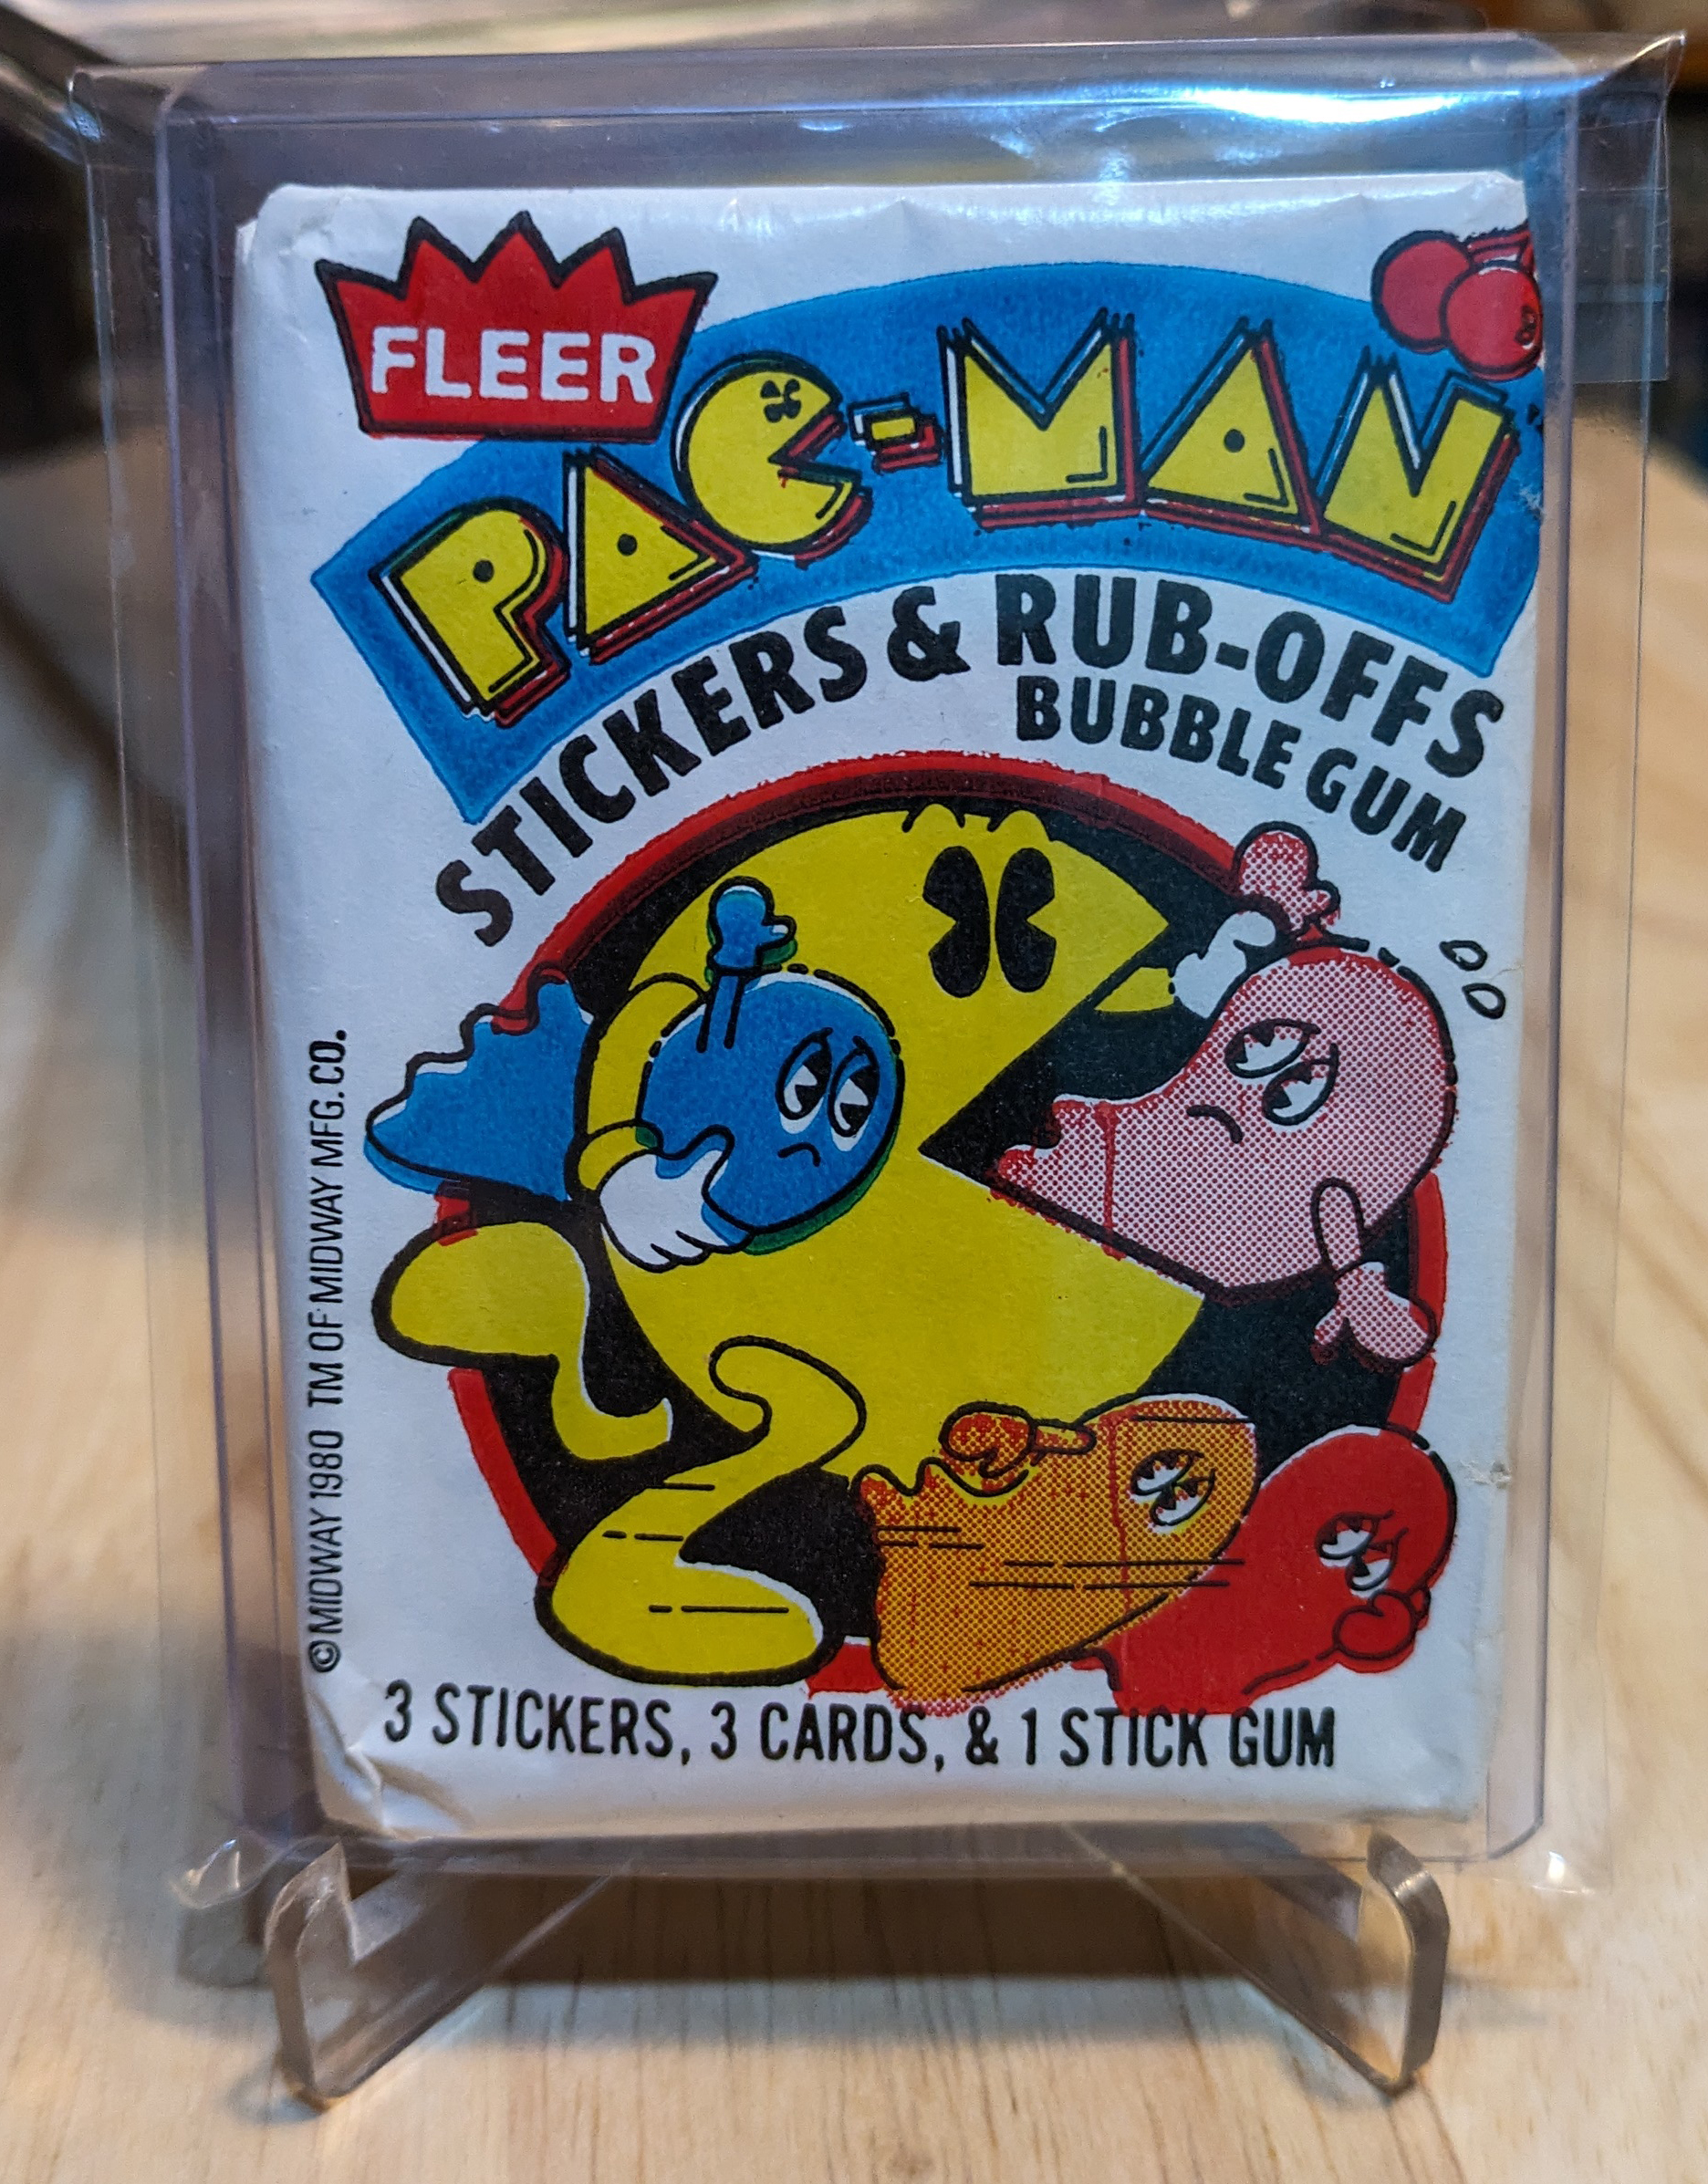 FLEER
PAC-MAN
STICKERS & RUB-OFFS
BUBBLE GUM
©MIDWAY 1980 TM OF MIDWAY MFG.CO.
3 STICKERS, 3 CARDS, & 1 STICK GUM